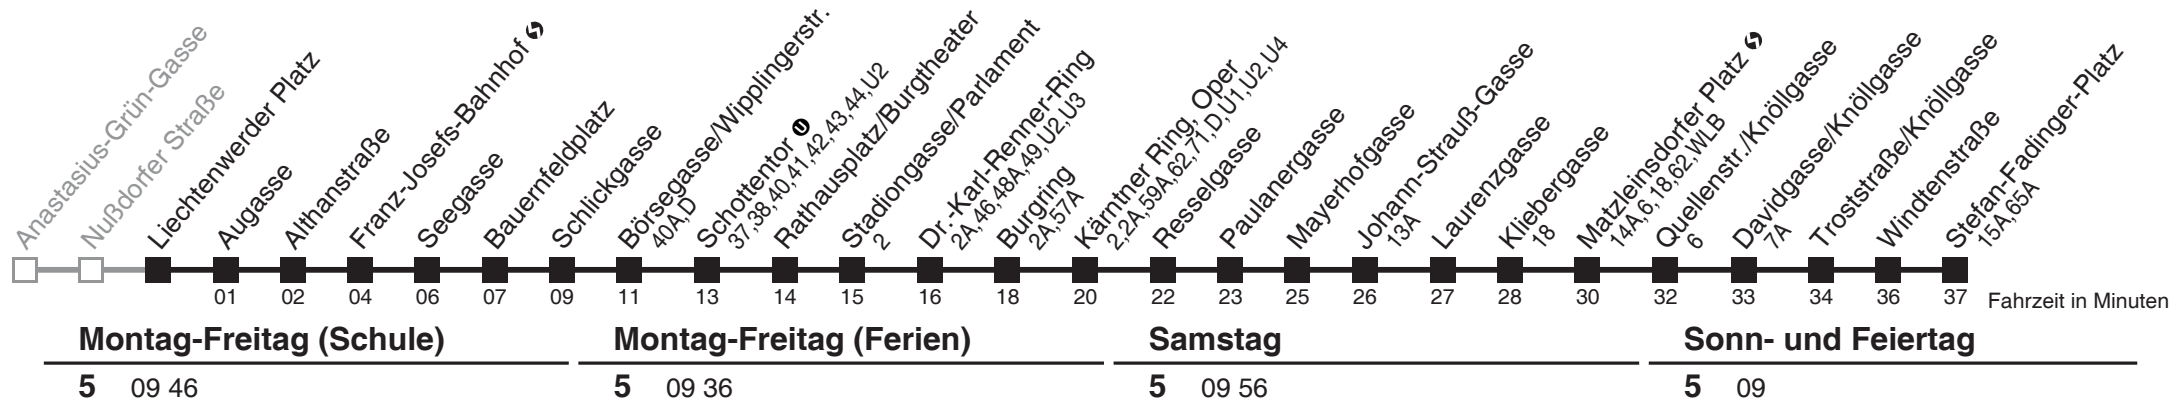 Anastasius-Grün-Gasse
Nußdorfer Straße
Liechtenwerder Platz
Augasse
Althanstraße
Franz-Josefs-Bahnhof
Seegasse
Bauernfeldplatz
Schlickgasse
Börsegasse/Wipplingerstr.
40A,D
Schottentor U
37,38,40,41,42,43,44,U2
Rathausplatz/Burgtheater
Stadiongasse/Parlament
2
Dr.-Karl-Renner-Ring
2A,46,48A,49,U2,U3
Burgring
2A,57A
Kärntner Ring, Oper
2,2A,59A,62,71,D,U1,U2,U4
Resselgasse
Paulanergasse
Mayerhofgasse
Johann-Strauß-Gasse
13A
Laurenzgasse
Kliebergasse
18
Matzleinsdorfer Platz
14A,6,18,62,WLB
Quellenstr./Knöllgasse
6
Davidgasse/Knöllgasse
7A
Troststraße/Knöllgasse
Windtenstraße
Stefan-Fadinger-Platz
15A,65A
01 02 04 06 07 09 11 13 14 15 16 18 20 22 23 25 26 27 28 30 32 33 34 36 37 Fahrzeit in Minuten
Montag-Freitag (Schule) Montag-Freitag (Ferien) Samstag Sonn- und Feiertag
5 09 46 5 09 36 5 09 56 5 09